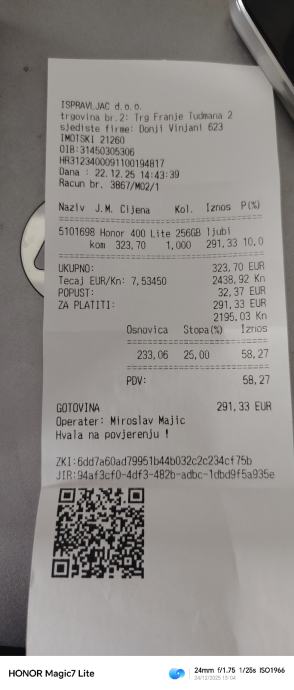 ISPRAVLJAC d.o.o.
trgovina br.2: Trg Franje Tuđmana 2
sjediste firme: Donji Vinjani 623
IMOTSKI 21260
OIB:31450305306
HR3123400091100194817
Dana : 22.12.25 14:43:39
Racun br. 3867/M02/1
Naziv J.M. Cijena Kol. Iznos P(%)
5101698 Honor 400 Lite 256GB ljubi
kom 323,70 1,000 291,33 10,0
UKUPNO: 323,70 EUR
Tecaj EUR/Kn: 7,53450 2438,92 Kn
POPUST: 32,37 EUR
ZA PLATITI: 291,33 EUR
2195,03 Kn
Osnovica Stopa(%) Iznos
233,06 25,00 58,27
PDV: 58,27
GOTOVINA 291,33 EUR
Operater: Miroslav Majic
Hvala na povjerenju !
ZKI:6dd7a60ad79951b44b032c2c234cf75b
JIR:94af3cf0-4df3-482b-adbc-1dbd9f5a935e
HONOR Magic7 Lite
24mm f/1.75 1/25s ISO1966
24/12/2025 15:04